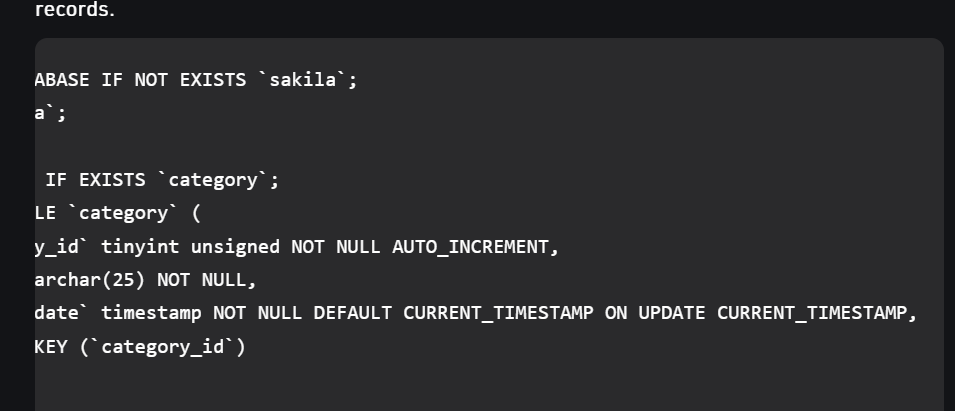 records.
ABASE IF NOT EXISTS `sakila`;
a`;
IF EXISTS `category`;
LE `category` (
y_id` tinyint unsigned NOT NULL AUTO_INCREMENT,
archar(25) NOT NULL,
date` timestamp NOT NULL DEFAULT CURRENT_TIMESTAMP ON UPDATE CURRENT_TIMESTAMP,
KEY (`category_id`)